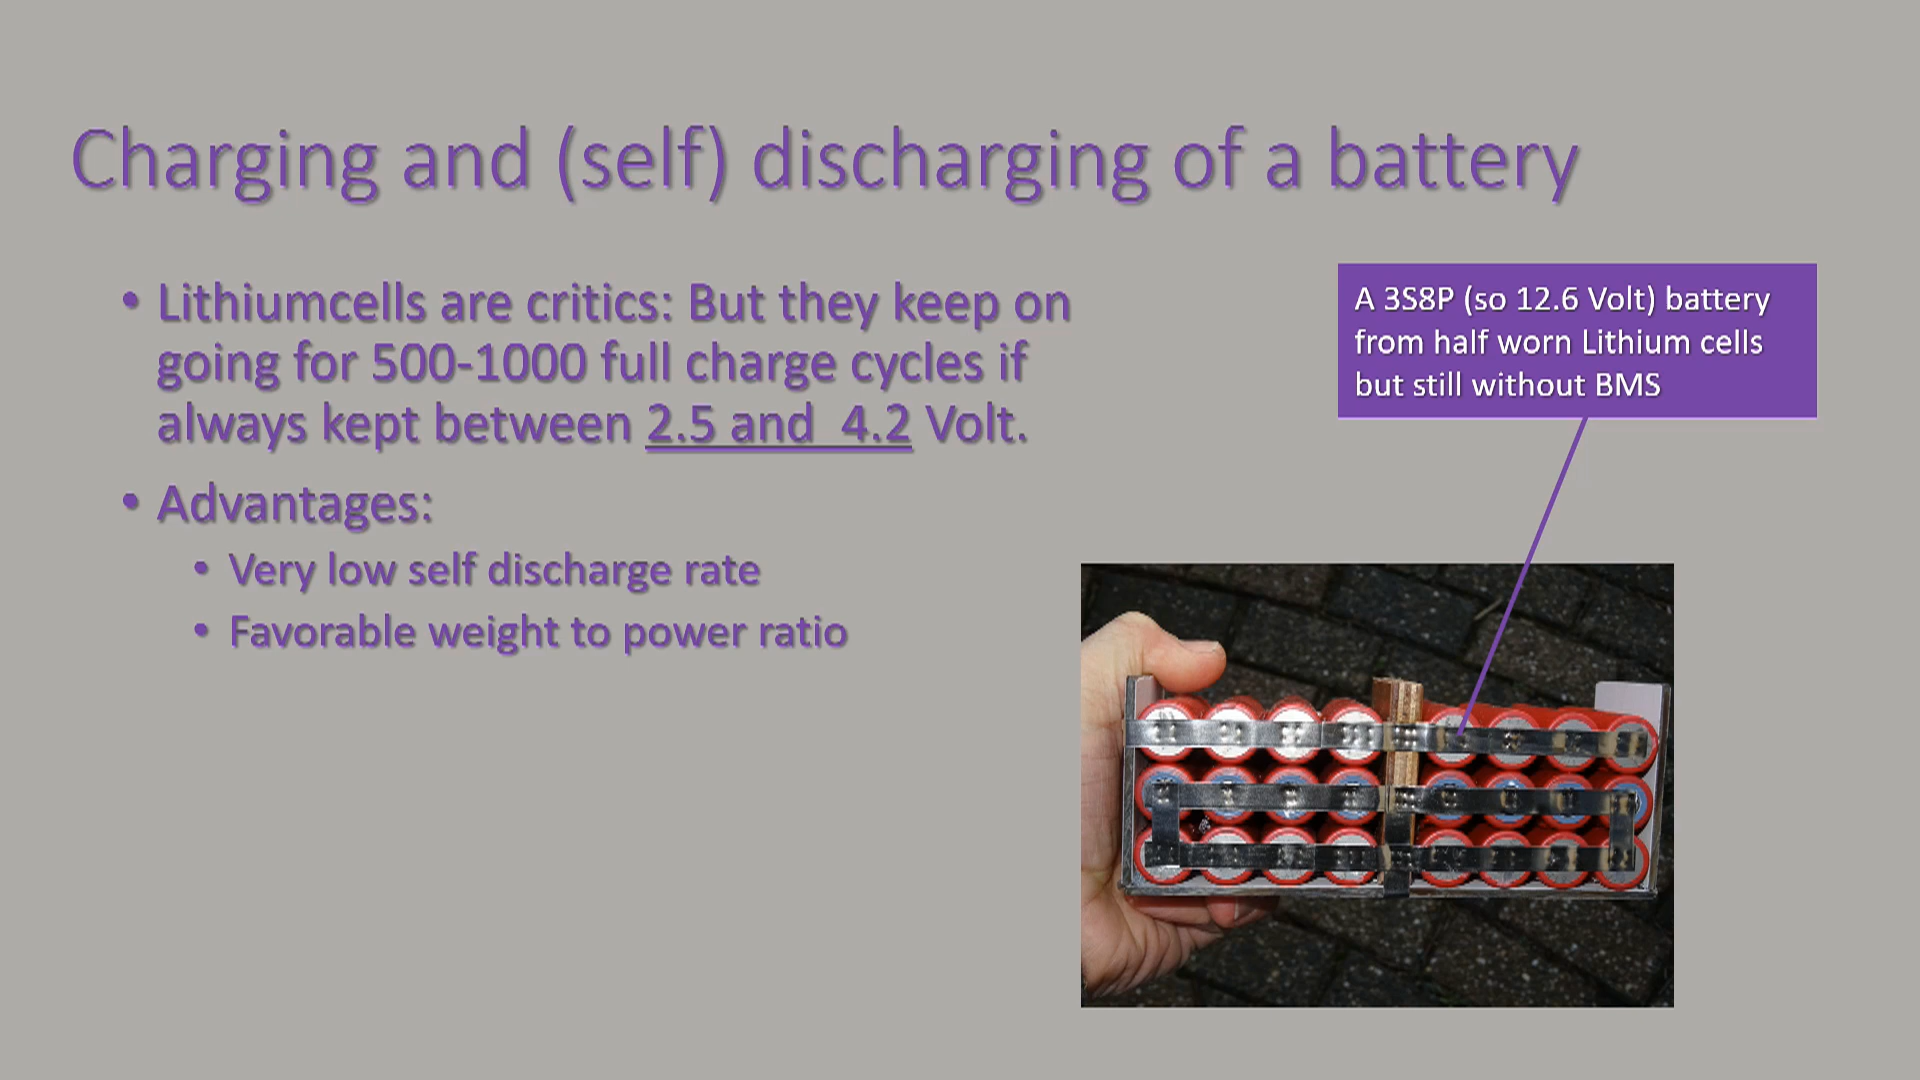 Charging and (self) discharging of a battery
• Lithiumcells are critics: But they keep on
going for 500-1000 full charge cycles if
always kept between 2.5 and  4.2 Volt.
• Advantages:
• Very low self discharge rate
• Favorable weight to power ratio
A 3S8P (so 12.6 Volt) battery
from half worn Lithium cells
but still without BMS